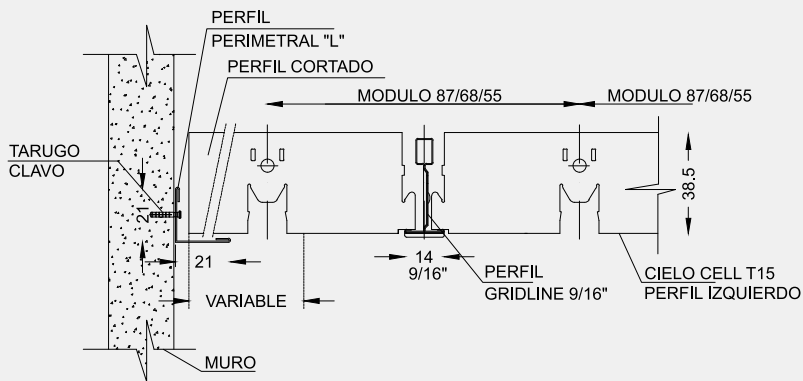 PERFIL
PERIMETRAL "L"
PERFIL CORTADO
MODULO 87/68/55
MODULO 87/68/55
TARUGO
CLAVO
21
38.5
21
14
9/16"
VARIABLE
PERFIL
GRIDLINE 9/16"
CIELO CELL T15
PERFIL IZQUIERDO
MURO